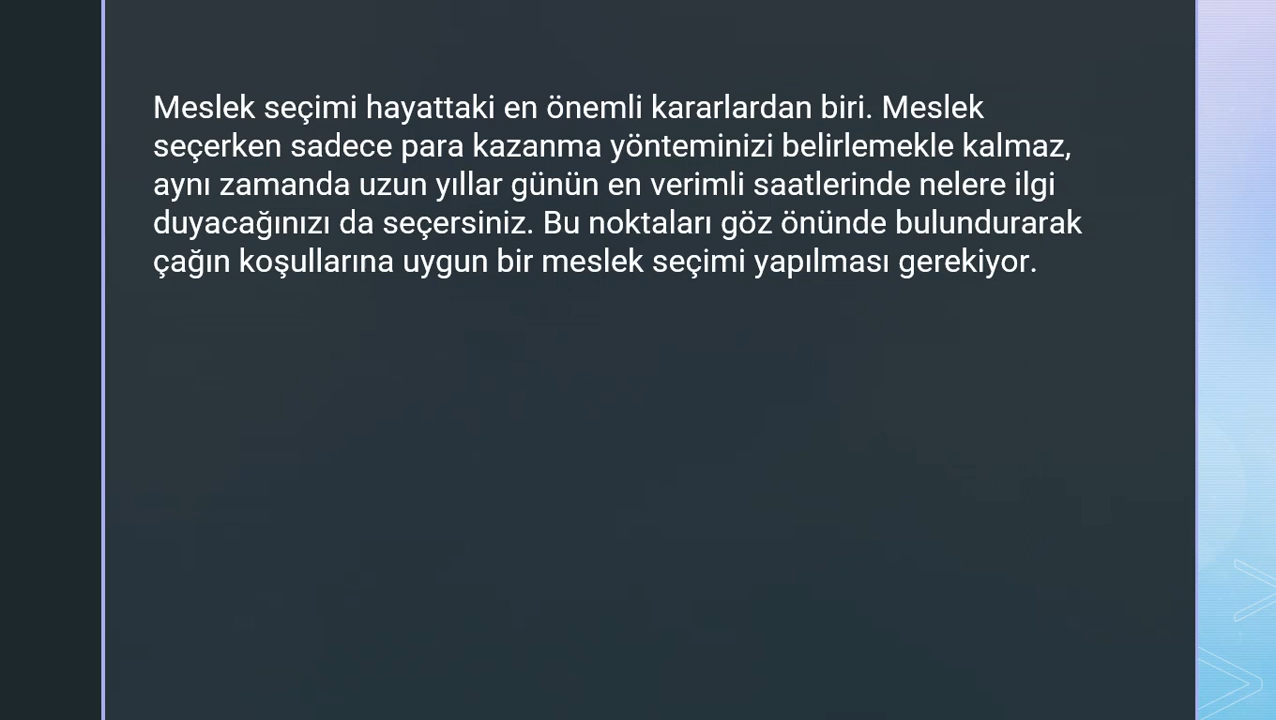 Meslek seçimi hayattaki en önemli kararlardan biri. Meslek
seçerken sadece para kazanma yönteminizi belirlemekle kalmaz,
aynı zamanda uzun yıllar günün en verimli saatlerinde nelere ilgi
duyacağınızı da seçersiniz. Bu noktaları göz önünde bulundurarak
çağın koşullarına uygun bir meslek seçimi yapılması gerekiyor.